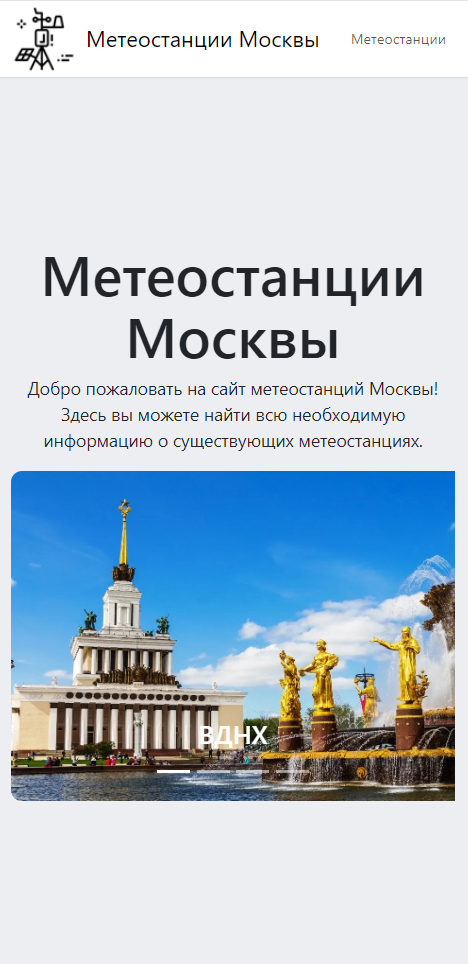 Метеостанции Москвы
Метеостанции
Метеостанции
Москвы
Добро пожаловать на сайт метеостанций Москвы!
Здесь вы можете найти всю необходимую
информацию о существующих метеостанциях.
ВДНХ